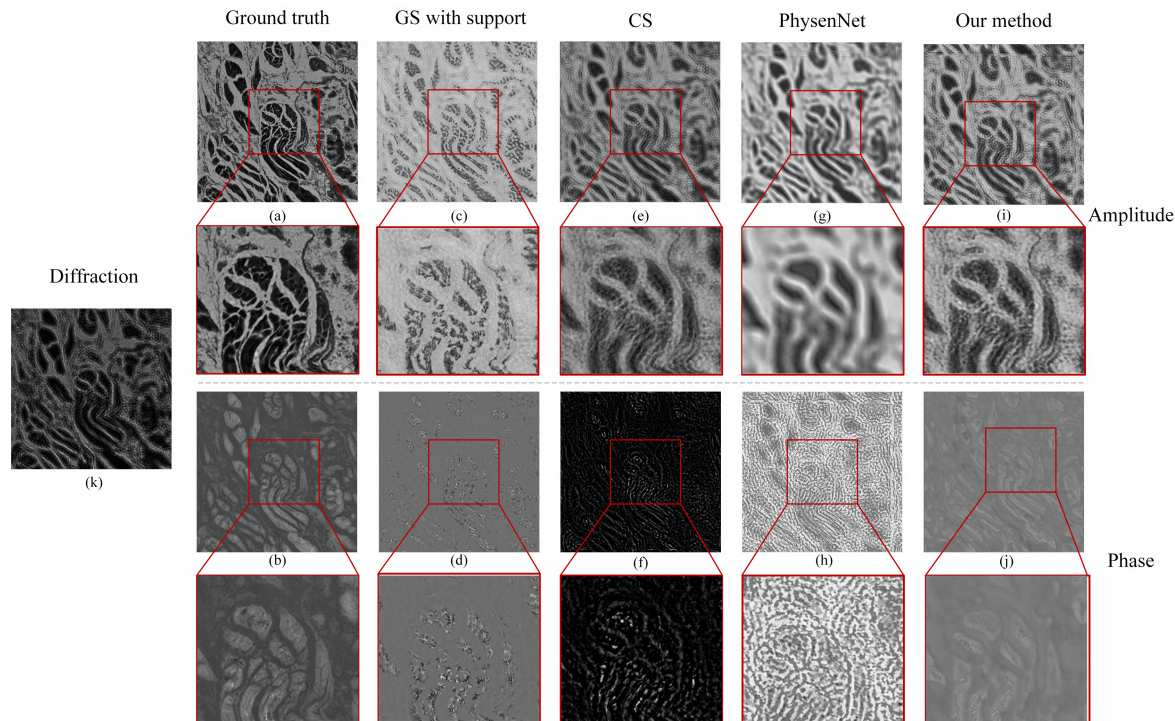 Ground truth
GS with support
CS
PhysenNet
Our method
(a)
(c)
(e)
(g)
(i)
Amplitude
Diffraction
(k)
(b)
(d)
(f)
(h)
(j)
Phase